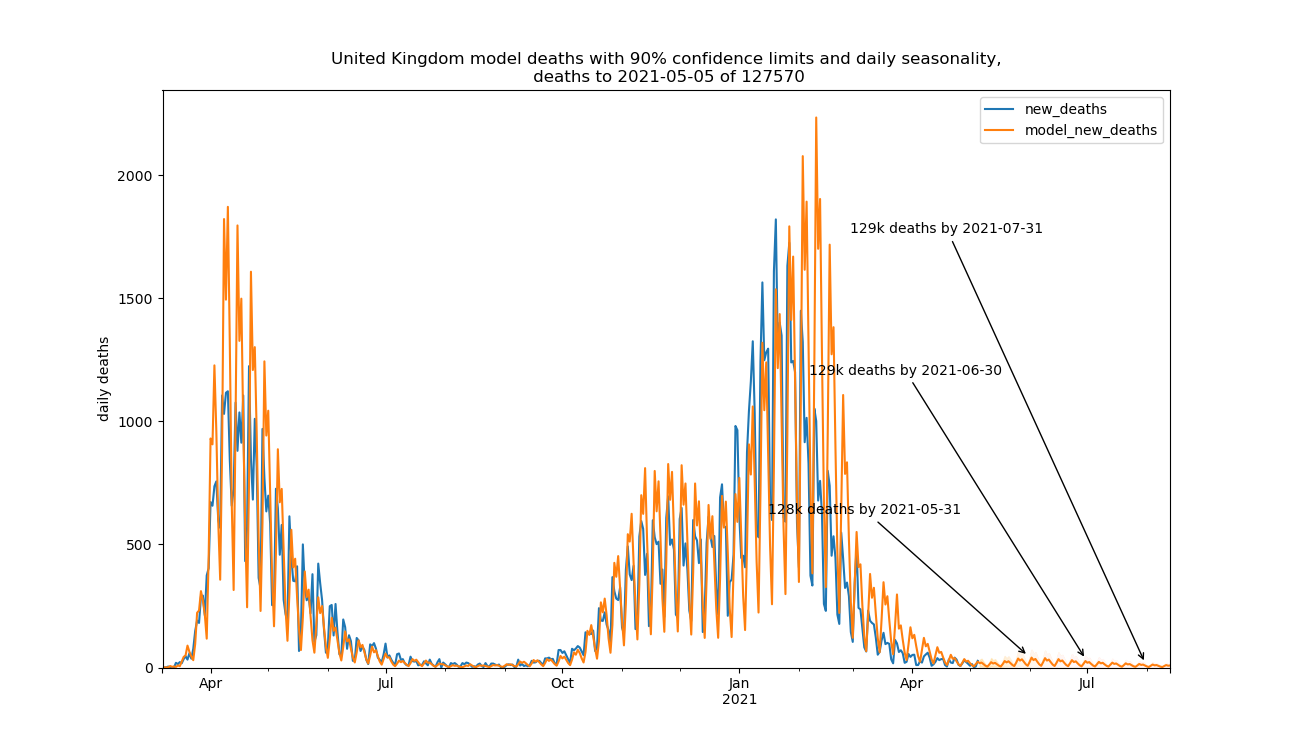 United Kingdom model deaths with 90% confidence limits and daily seasonality,
deaths to 2021-05-05 of 127570
new_deaths
model_new_deaths
2000
1500
1000
500
0
daily deaths
129k deaths by 2021-07-31
129k deaths by 2021-06-30
128k deaths by 2021-05-31
Apr
Jul
Oct
Jan
2021
Apr
Jul